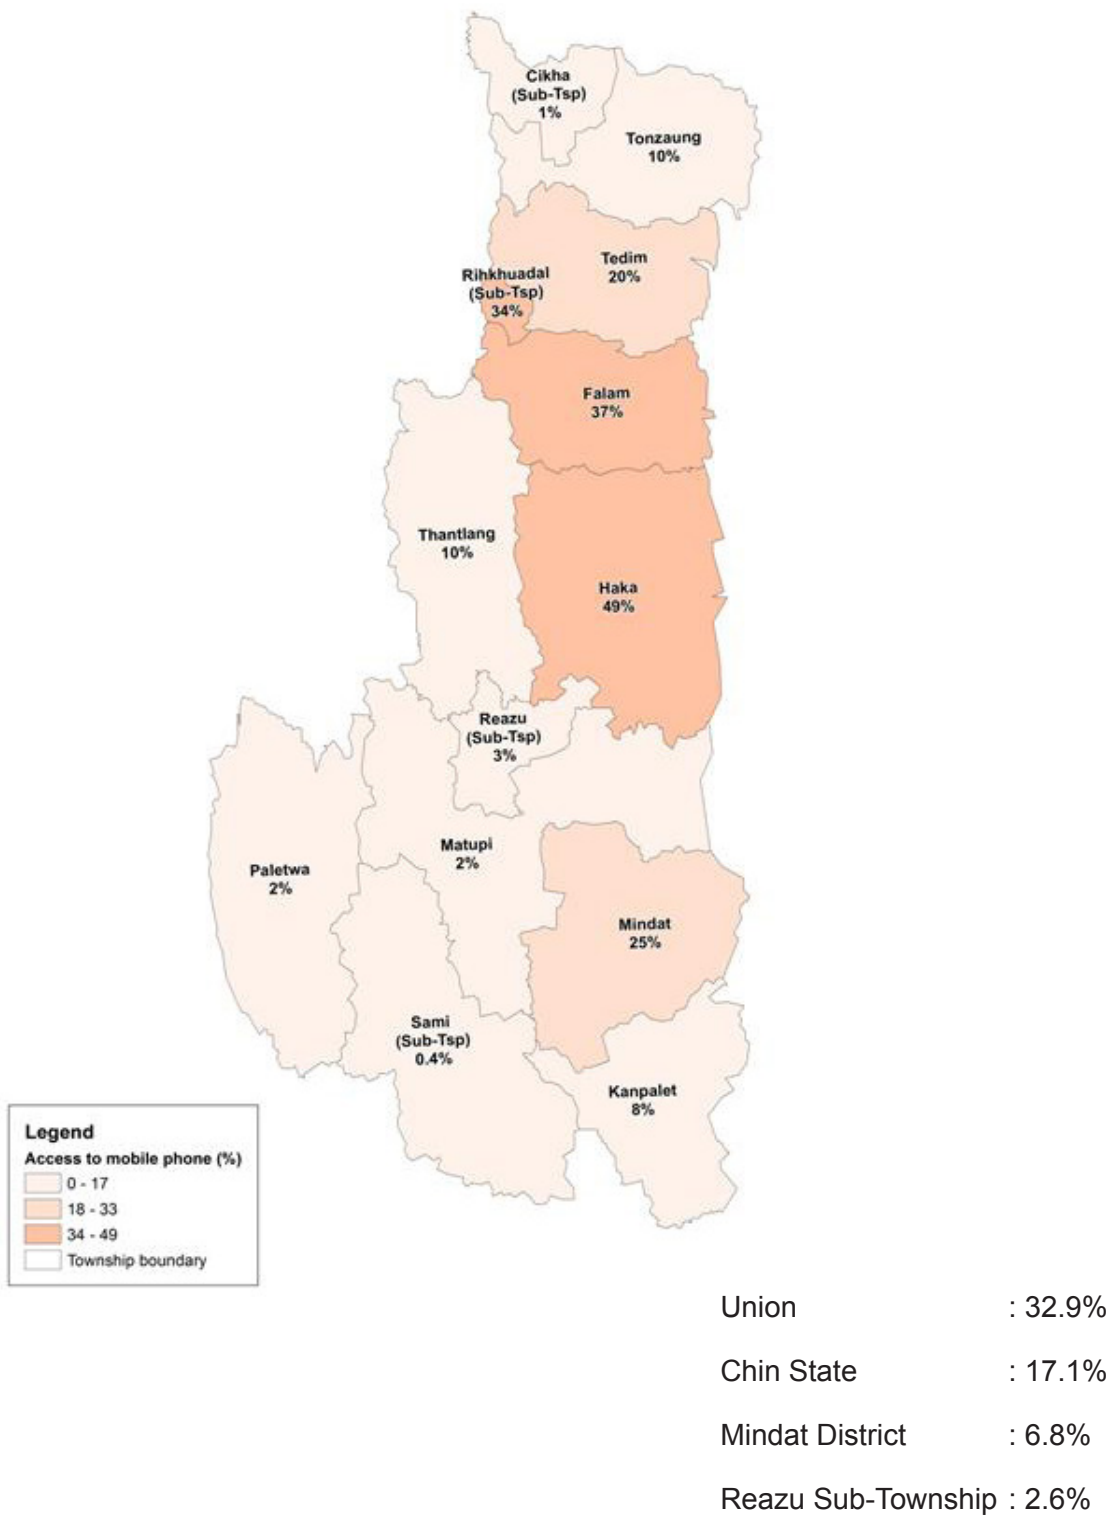 Cikha
(Sub-Tsp)
1%
Tonzaung
10%
Tedim
20%
Rihkhuadal
(Sub-Tsp)
34%
Falam
37%
Thantlang
10%
Haka
49%
Reazu
(Sub-Tsp)
3%
Matupi
2%
Paletwa
2%
Mindat
25%
Sami
(Sub-Tsp)
0.4%
Kanpalet
8%
Legend
Access to mobile phone (%)
0 - 17
18 - 33
34 - 49
Township boundary
Union : 32.9%
Chin State : 17.1%
Mindat District : 6.8%
Reazu Sub-Township : 2.6%